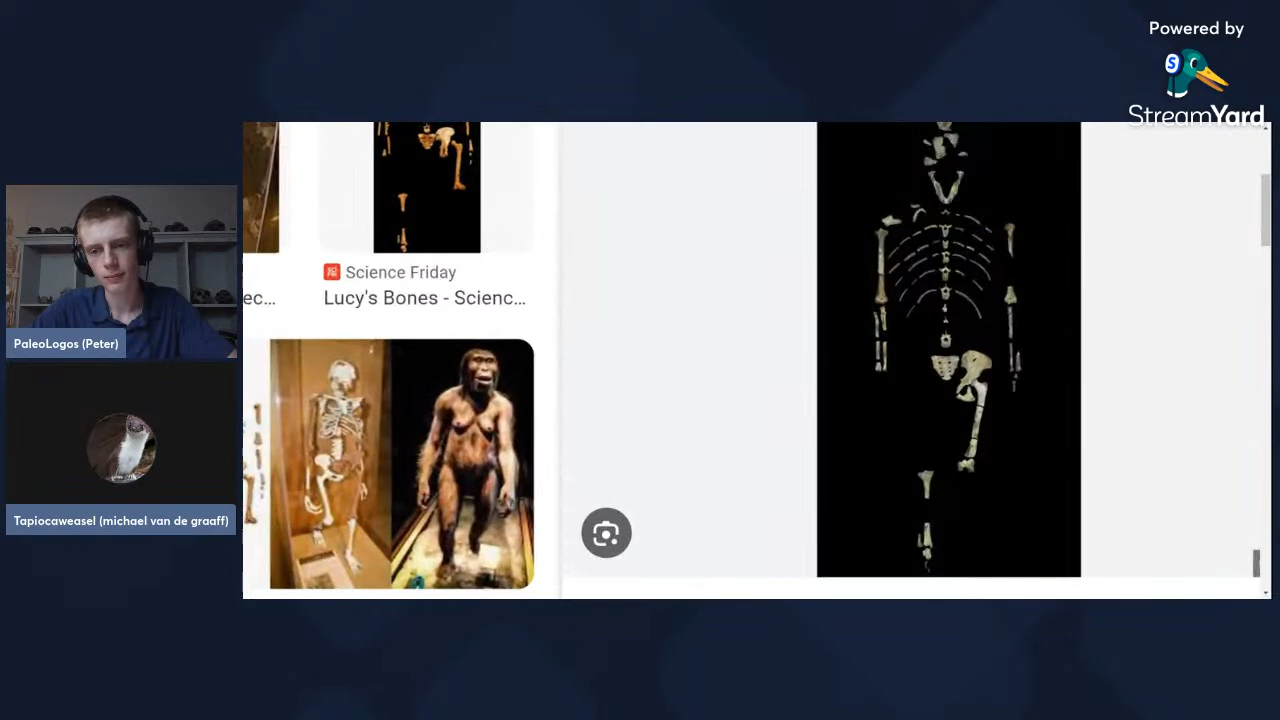 Powered by
StreamYard
PaleoLogos (Peter)
Tapiocaweasel (michael van de graaff)
ec...
Science Friday
Lucy's Bones - Scienc...